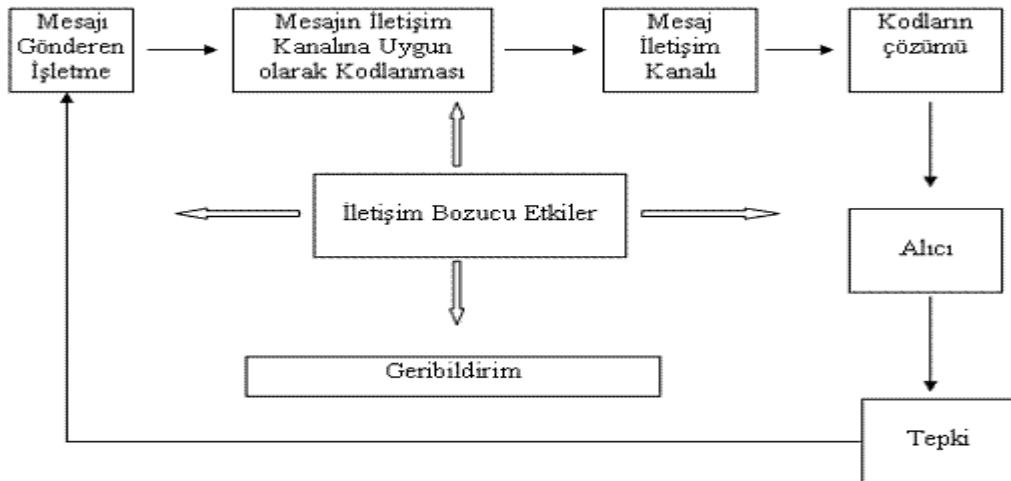 Mesajı
Gönderen
İşletme
Mesajın İletişim
Kanalına Uygun
olarak Kodlanması
Mesaj
İletişim
Kanalı
Kodların
çözümü
İletişim Bozucu Etkiler
Alıcı
Geribildirim
Tepki